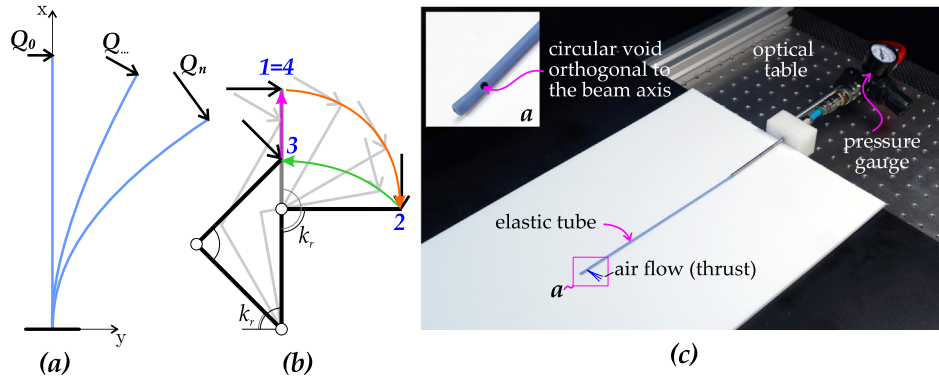 x
Q0
Q...
Qn
y
(a)
1=4
3
2
kr
kr
(b)
a
circular void
orthogonal to
the beam axis
optical
table
pressure
gauge
elastic tube
air flow (thrust)
a
(c)